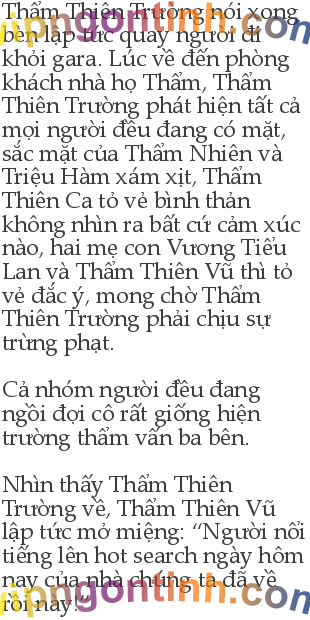 Thẩm Thiên Trường nói xong
bèn lập tức quay người đi
khỏi gara. Lúc về đến phòng
khách nhà họ Thẩm, Thẩm
Thiên Trường phát hiện tất cả
mọi người đều đang có mặt,
sắc mặt của Thẩm Nhiên và
Triệu Hàm xám xịt, Thẩm
Thiên Ca tỏ vẻ bình thản
không nhìn ra bất cứ cảm xúc
nào, hai mẹ con Vương Tiểu
Lan và Thẩm Thiên Vũ thì tỏ
vẻ đắc ý, mong chờ Thẩm
Thiên Trường phải chịu sự
trừng phạt.
Cả nhóm người đều đang
ngồi đợi cô rất giống hiện
trường thẩm vấn ba bên.
Nhìn thấy Thẩm Thiên
Trường về, Thẩm Thiên Vũ
lập tức mở miệng: “Người nổi
tiếng lên hot search ngày hôm
nay của nhà chúng ta đã về
rồi này!”